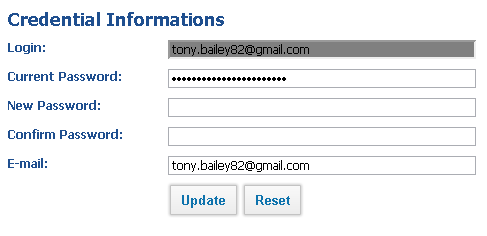 Credential Informations
Login: tony.bailey82@gmail.com
Current Password: •••••••••••••••••••••••
New Password:
Confirm Password:
E-mail: tony.bailey82@gmail.com
Update Reset